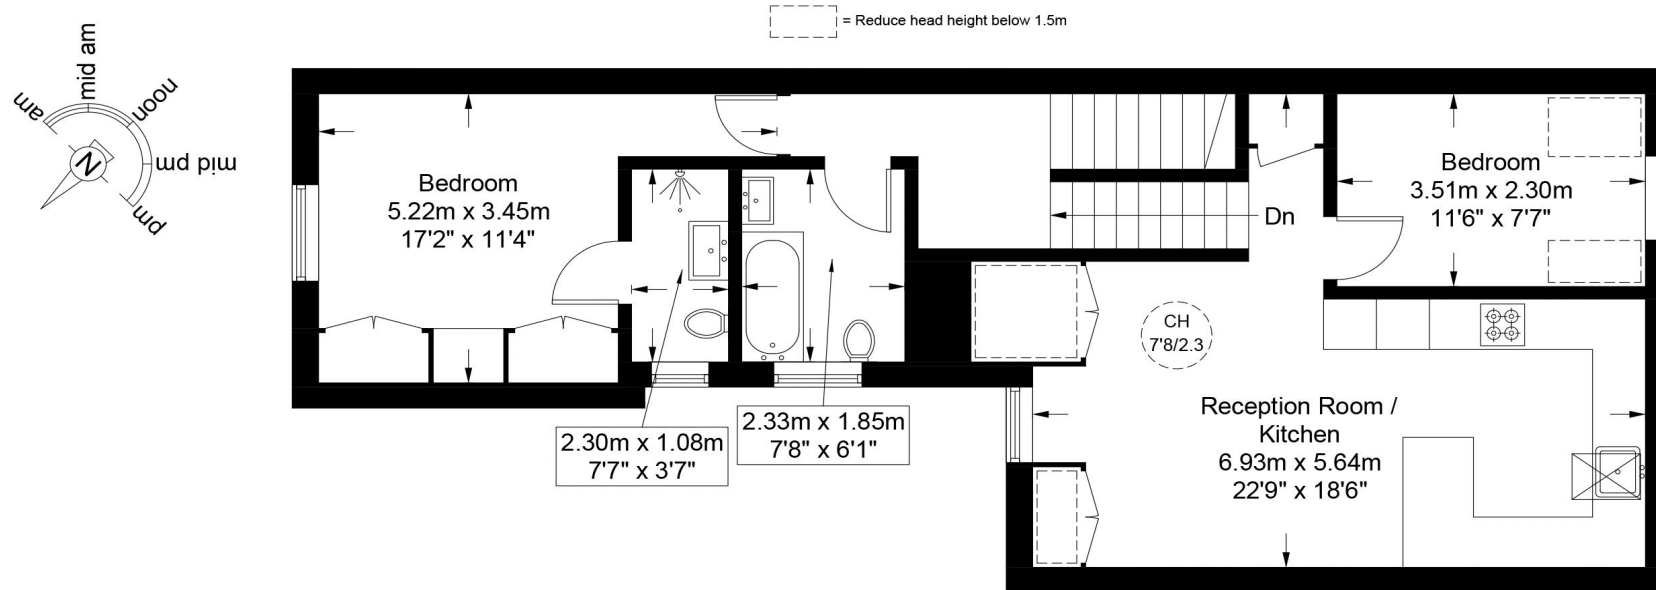 = Reduce head height below 1.5m
am
mid am
noon
mid pm
pm
N
Bedroom
5.22m x 3.45m
17'2" x 11'4"
Dn
Bedroom
3.51m x 2.30m
11'6" x 7'7"
CH
7'8/2.3
2.30m x 1.08m
7'7" x 3'7"
2.33m x 1.85m
7'8" x 6'1"
Reception Room /
Kitchen
6.93m x 5.64m
22'9" x 18'6"